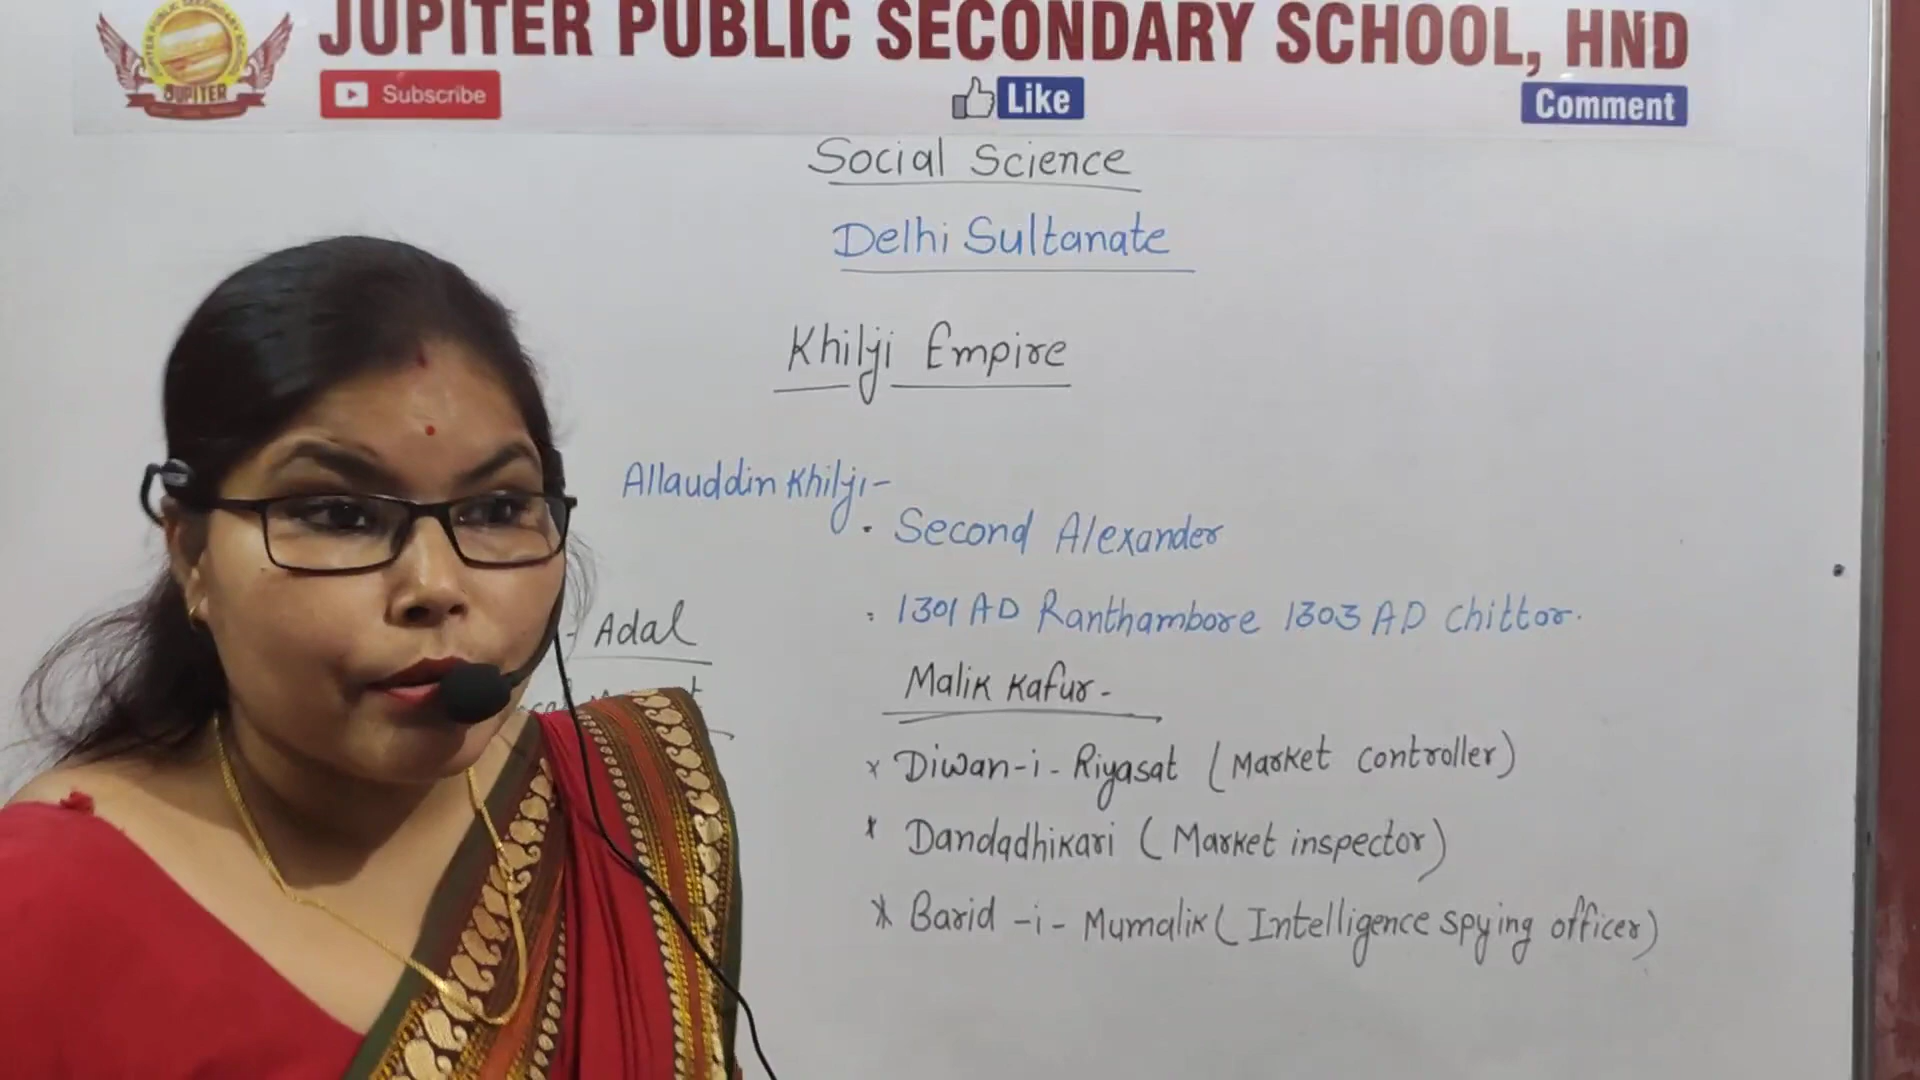 JUPITER PUBLIC SECONDARY SCHOOL, HND
JUPITER
Subscribe
Like
Comment
Social Science
Delhi Sultanate
Khilji Empire
Allauddin Khilji-
. Second Alexander
: 1301 AD Ranthambore 1303 AD Chittor.
- Adal
Malik Kafur-
x Diwan-i-Riyasat (Market controller)
* Dandadhikari (Market inspector)
* Barid -i- Mumalik (Intelligence spying officer)